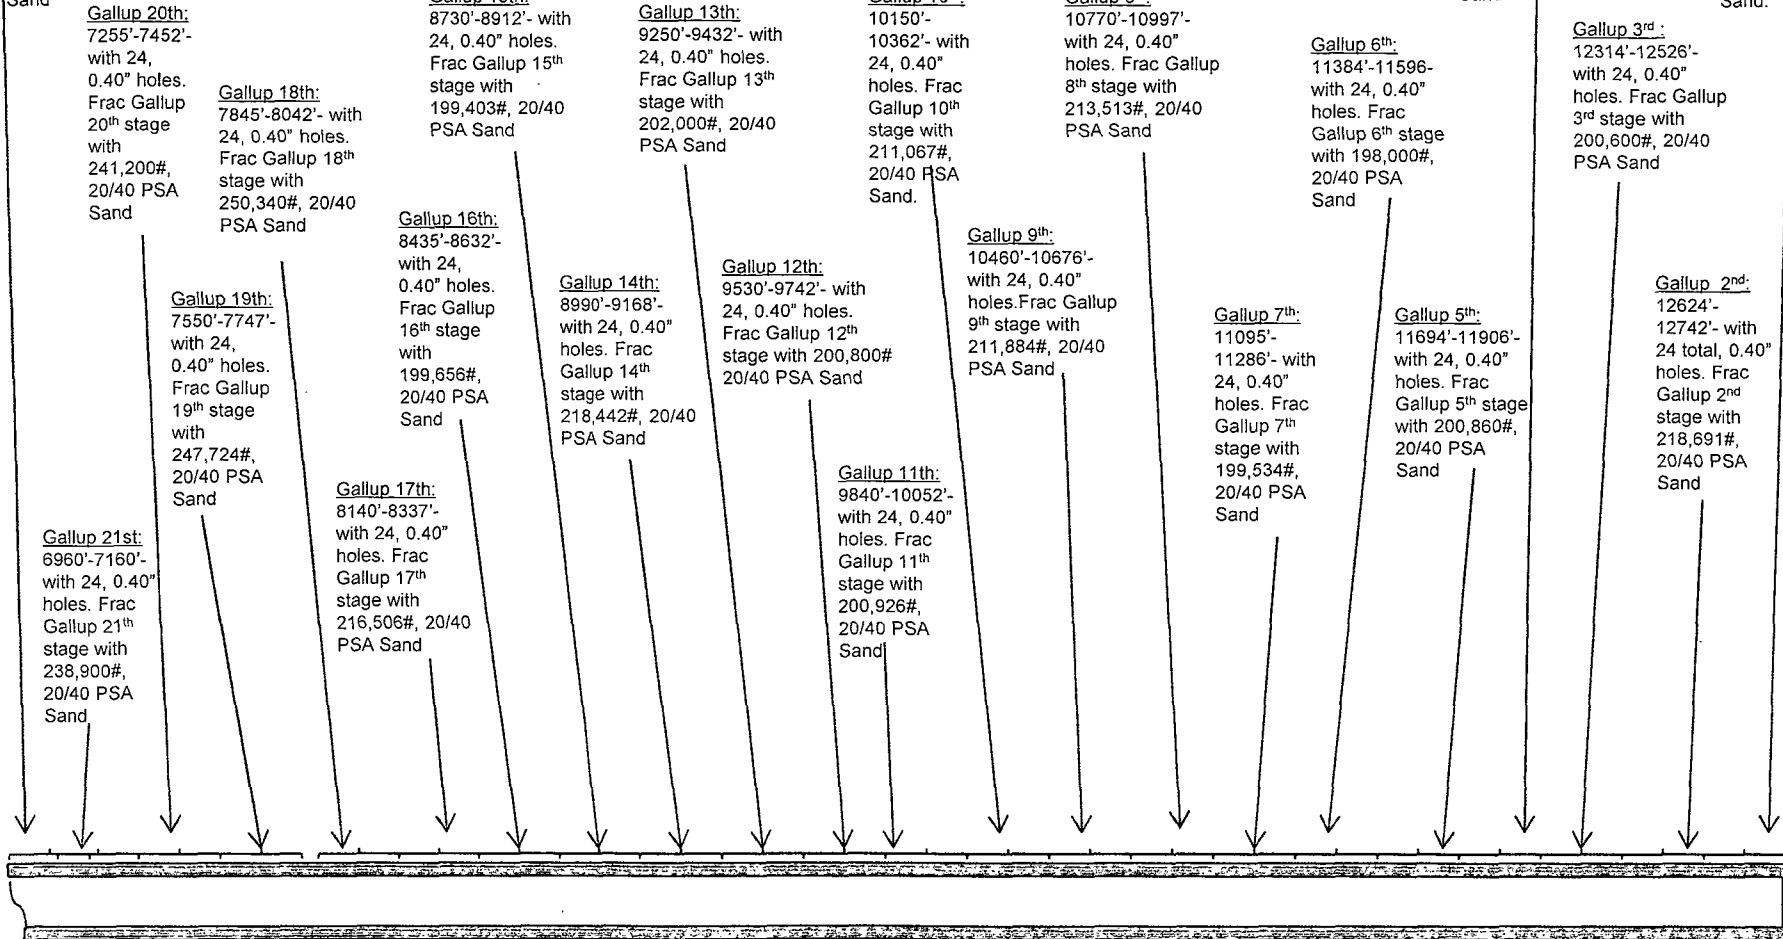 Sand
Gallup 20th:
7255'-7452'-
with 24,
0.40" holes.
Frac Gallup
20th stage
with
241,200#,
20/40 PSA
Sand
Gallup 21st:
6960'-7160'-
with 24, 0.40"
holes. Frac
Gallup 21th
stage with
238,900#,
20/40 PSA
Sand
Gallup 19th:
7550'-7747'-
with 24,
0.40" holes.
Frac Gallup
19th stage
with
247,724#,
20/40 PSA
Sand
Gallup 18th:
7845'-8042'- with
24, 0.40" holes.
Frac Gallup 18th
stage with
250,340#, 20/40
PSA Sand
Gallup 17th:
8140'-8337'-
with 24, 0.40"
holes. Frac
Gallup 17th
stage with
216,506#, 20/40
PSA Sand
8730'-8912'- with
24, 0.40" holes.
Frac Gallup 15th
stage with
199,403#, 20/40
PSA Sand
Gallup 16th:
8435'-8632'-
with 24,
0.40" holes.
Frac Gallup
16th stage
with
199,656#,
20/40 PSA
Sand
Gallup 14th:
8990'-9168'-
with 24, 0.40"
holes. Frac
Gallup 14th
stage with
218,442#, 20/40
PSA Sand
Gallup 13th:
9250'-9432'- with
24, 0.40" holes.
Frac Gallup 13th
stage with
202,000#, 20/40
PSA Sand
Gallup 12th:
9530'-9742'- with
24, 0.40" holes.
Frac Gallup 12th
stage with 200,800#
20/40 PSA Sand
Gallup 11th:
9840'-10052'-
with 24, 0.40"
holes. Frac
Gallup 11th
stage with
200,926#,
20/40 PSA
Sand
10150'-
10362'- with
24, 0.40"
holes. Frac
Gallup 10th
stage with
211,067#,
20/40 PSA
Sand.
Gallup 9th:
10460'-10676'-
with 24, 0.40"
holes.Frac Gallup
9th stage with
211,884#, 20/40
PSA Sand
10770'-10997'-
with 24, 0.40"
holes. Frac Gallup
8th stage with
213,513#, 20/40
PSA Sand
Gallup 7th:
11095'-
11286'- with
24, 0.40"
holes. Frac
Gallup 7th
stage with
199,534#,
20/40 PSA
Sand
Gallup 6th:
11384'-11596-
with 24, 0.40"
holes. Frac
Gallup 6th stage
with 198,000#,
20/40 PSA
Sand
Gallup 5th:
11694'-11906'-
with 24, 0.40"
holes. Frac
Gallup 5th stage
with 200,860#,
20/40 PSA
Sand
Gallup 3rd:
12314'-12526'-
with 24, 0.40"
holes. Frac Gallup
3rd stage with
200,600#, 20/40
PSA Sand
Gallup 2nd:
12624'-
12742'- with
24 total, 0.40"
holes. Frac
Gallup 2nd
stage with
218,691#,
20/40 PSA
Sand
Sand.